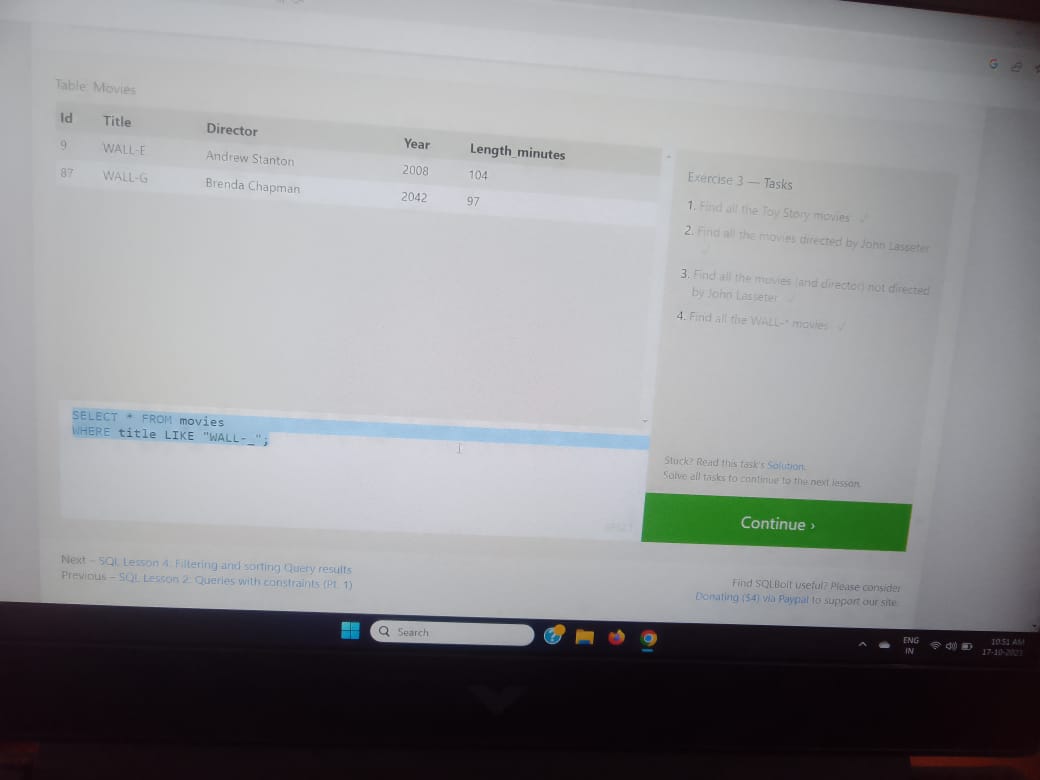 Table: Movies
Id Title Director Year Length_minutes
9 WALL-E Andrew Stanton 2008 104
87 WALL-G Brenda Chapman 2042 97
Exercise 3 — Tasks
1. Find all the Toy Story movies ✓
2. Find all the movies directed by John Lasseter
✓
3. Find all the movies (and director) not directed
by John Lasseter ✓
4. Find all the WALL-* movies ✓
SELECT * FROM movies
WHERE title LIKE "WALL-_";
RESET
Stuck? Read this task's Solution.
Solve all tasks to continue to the next lesson.
Continue ›
Next – SQL Lesson 4: Filtering and sorting Query results
Previous – SQL Lesson 2: Queries with constraints (Pt. 1)
Find SQLBolt useful? Please consider
Donating ($4) via Paypal to support our site.
Search
ENG
IN
10:51 AM
17-10-2023